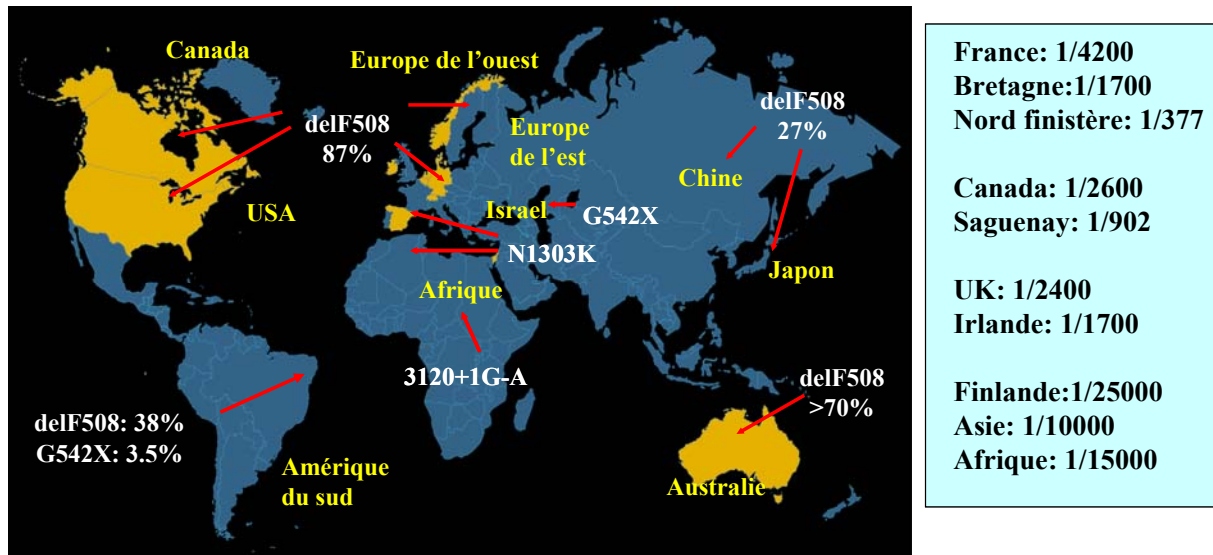 Canada
Europe de l’ouest
delF508
87%
Europe
de l’est
delF508
27%
Chine
USA
Israel
G542X
N1303K
Japon
Afrique
3120+1G-A
delF508
>70%
delF508: 38%
G542X: 3.5%
Amérique
du sud
Australie
France: 1/4200
Bretagne:1/1700
Nord finistère: 1/377
Canada: 1/2600
Saguenay: 1/902
UK: 1/2400
Irlande: 1/1700
Finlande:1/25000
Asie: 1/10000
Afrique: 1/15000